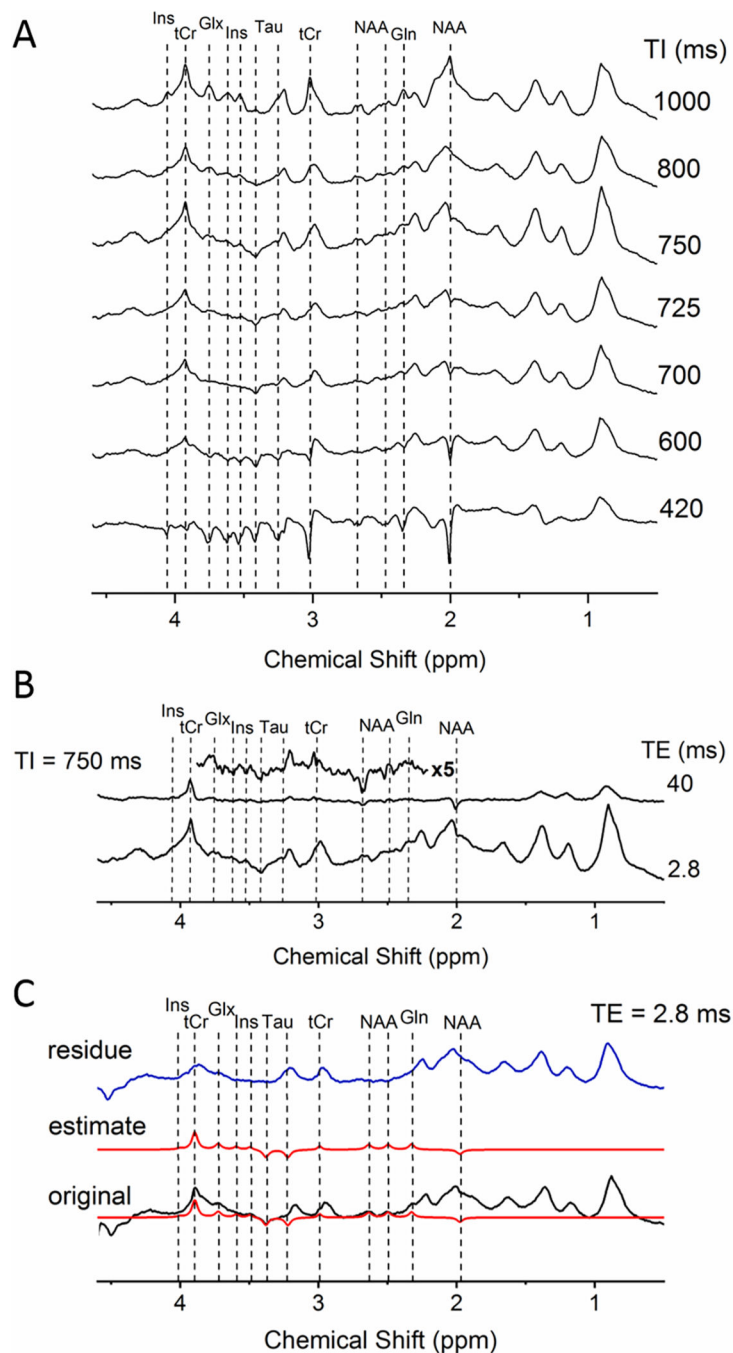 A
Ins tCr Glx Ins Tau tCr NAA Gln NAA
TI (ms)
1000
800
750
725
700
600
420
4 3 2 1
Chemical Shift (ppm)
B
TI = 750 ms
Ins tCr Glx Ins Tau tCr NAA Gln NAA
TE (ms)
x5
40
2.8
4 3 2 1
Chemical Shift (ppm)
C
Ins tCr Glx Ins Tau tCr NAA Gln NAA
TE = 2.8 ms
residue
estimate
original
4 3 2 1
Chemical Shift (ppm)